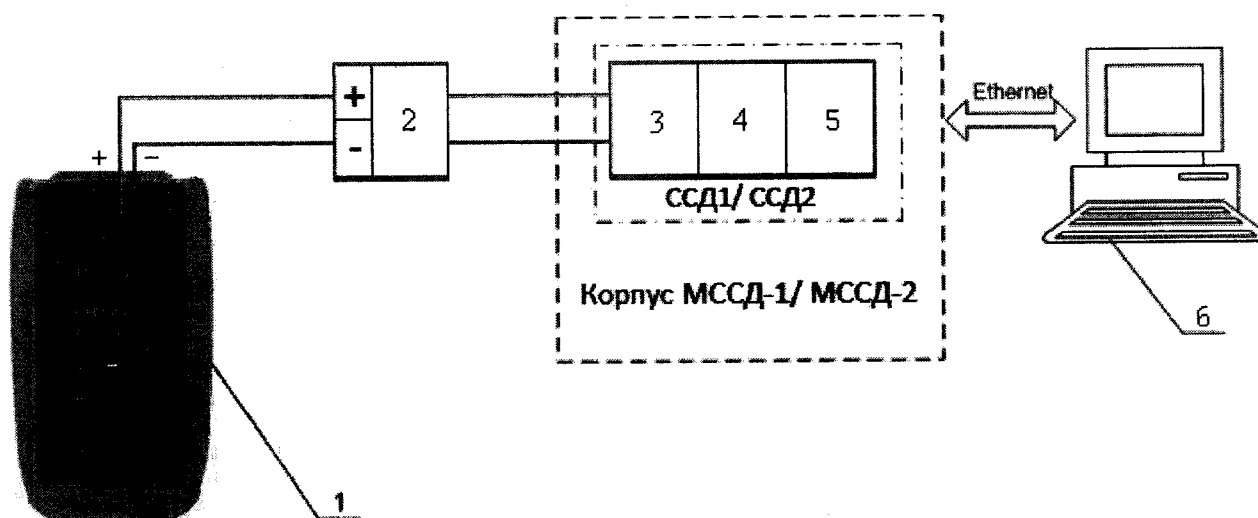 + −
+
-
2
3 4 5
ССД1/ ССД2
Корпус МССД-1/ МССД-2
Ethernet
6
1